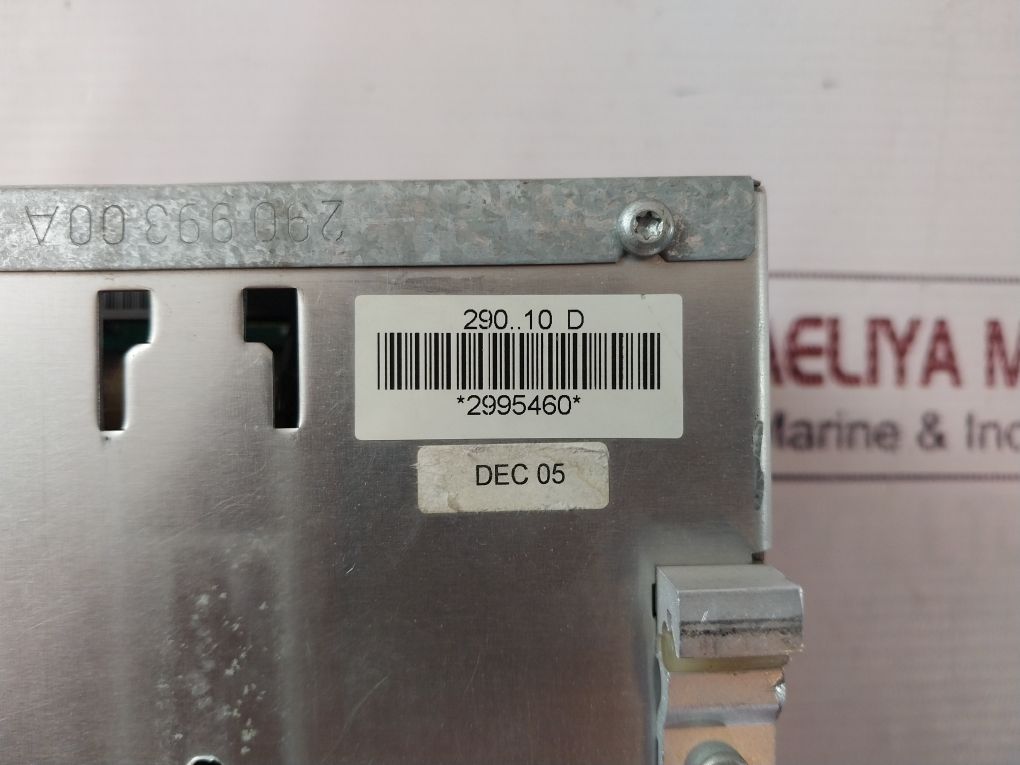 290 993 00A
290..10 D
*2995460*
DEC 05
AELIYA M
Marine & Ind